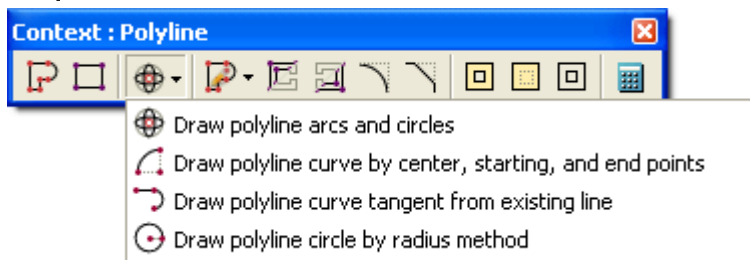 Context : Polyline
Draw polyline arcs and circles
Draw polyline curve by center, starting, and end points
Draw polyline curve tangent from existing line
Draw polyline circle by radius method